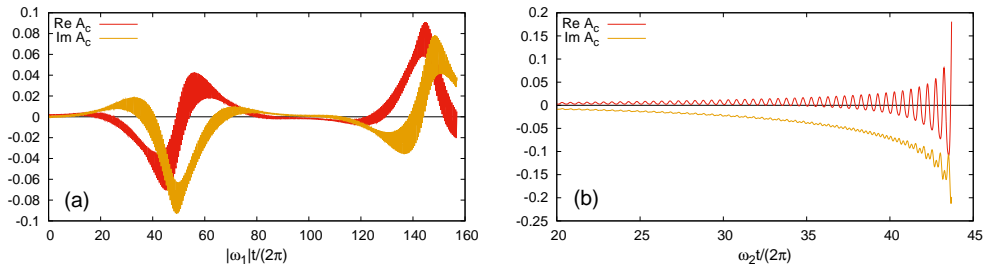 Re A_c
Im A_c
0.1
0.08
0.06
0.04
0.02
0
-0.02
-0.04
-0.06
-0.08
-0.1
(a)
0 20 40 60 80 100 120 140 160
|ω₁|t/(2π)
Re A_c
Im A_c
0.2
0.15
0.1
0.05
0
-0.05
-0.1
-0.15
-0.2
-0.25
(b)
20 25 30 35 40 45
ω₂t/(2π)